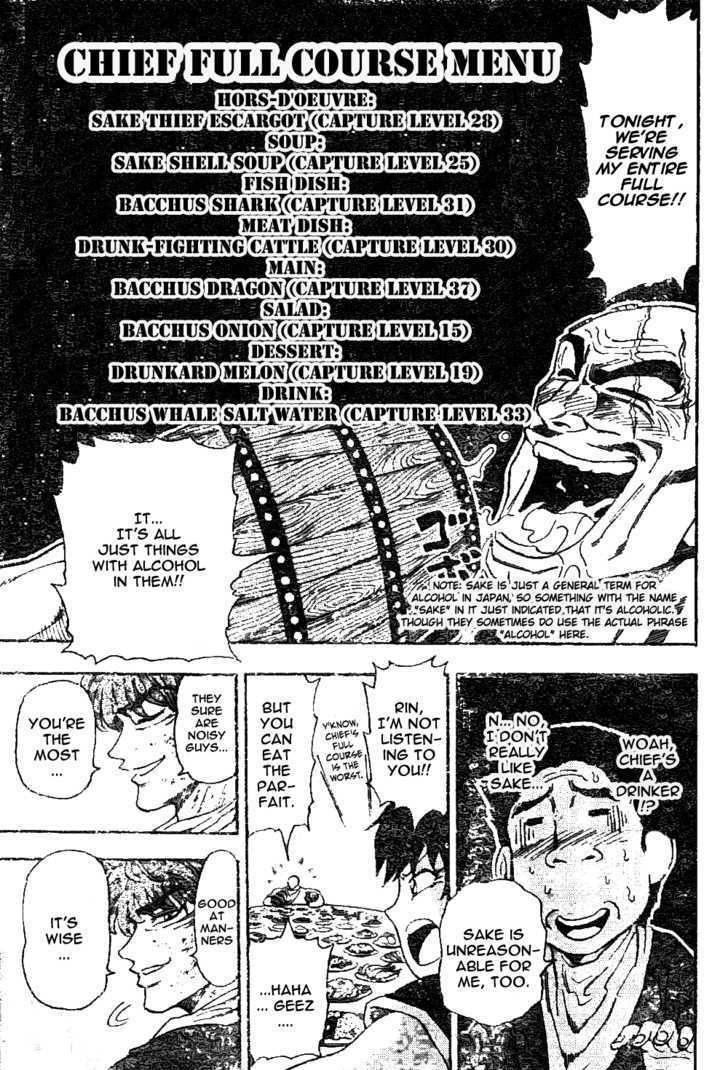 TONIGHT,
WE'RE
SERVING
MY ENTIRE
FULL
COURSE!!
CHIEF FULL COURSE MENU
HORS-D'OEUVRE:
SAKE THIEF ESCARGOT (CAPTURE LEVEL 28)
SOUP:
SAKE SHELL SOUP (CAPTURE LEVEL 25)
FISH DISH:
BACCHUS SHARK (CAPTURE LEVEL 31)
MEAT DISH:
DRUNK-FIGHTING CATTLE (CAPTURE LEVEL 30)
MAIN:
BACCHUS DRAGON (CAPTURE LEVEL 37)
SALAD:
BACCHUS ONION (CAPTURE LEVEL 15)
DESSERT:
DRUNKARD MELON (CAPTURE LEVEL 19)
DRINK:
BACCHUS WHALE SALT WATER (CAPTURE LEVEL 33)
IT...
IT'S ALL
JUST THINGS
WITH ALCOHOL
IN THEM!!
NOTE: SAKE IS JUST A GENERAL TERM FOR
ALCOHOL IN JAPAN, SO SOMETHING WITH THE NAME
"SAKE" IN IT JUST INDICATED THAT IT'S ALCOHOLIC.
THOUGH THEY SOMETIMES DO USE THE ACTUAL PHRASE
"ALCOHOL" HERE.
WOAH,
CHIEF'S
A
DRINKER
!?
N... NO,
I DON'T
REALLY
LIKE
SAKE...
SAKE IS
UNREASON-
ABLE FOR
ME, TOO.
RIN,
I'M NOT
LISTEN-
ING TO
YOU!!
Y'KNOW,
CHIEF'S
FULL
COURSE
IS THE
WORST.
BUT
YOU
CAN
EAT
THE
PAR-
FAIT.
...HAHA
... GEEZ
....
THEY
SURE
ARE
NOISY
GUYS...
YOU'RE
THE
MOST
...
GOOD
AT
MAN-
NERS
IT'S
WISE
...